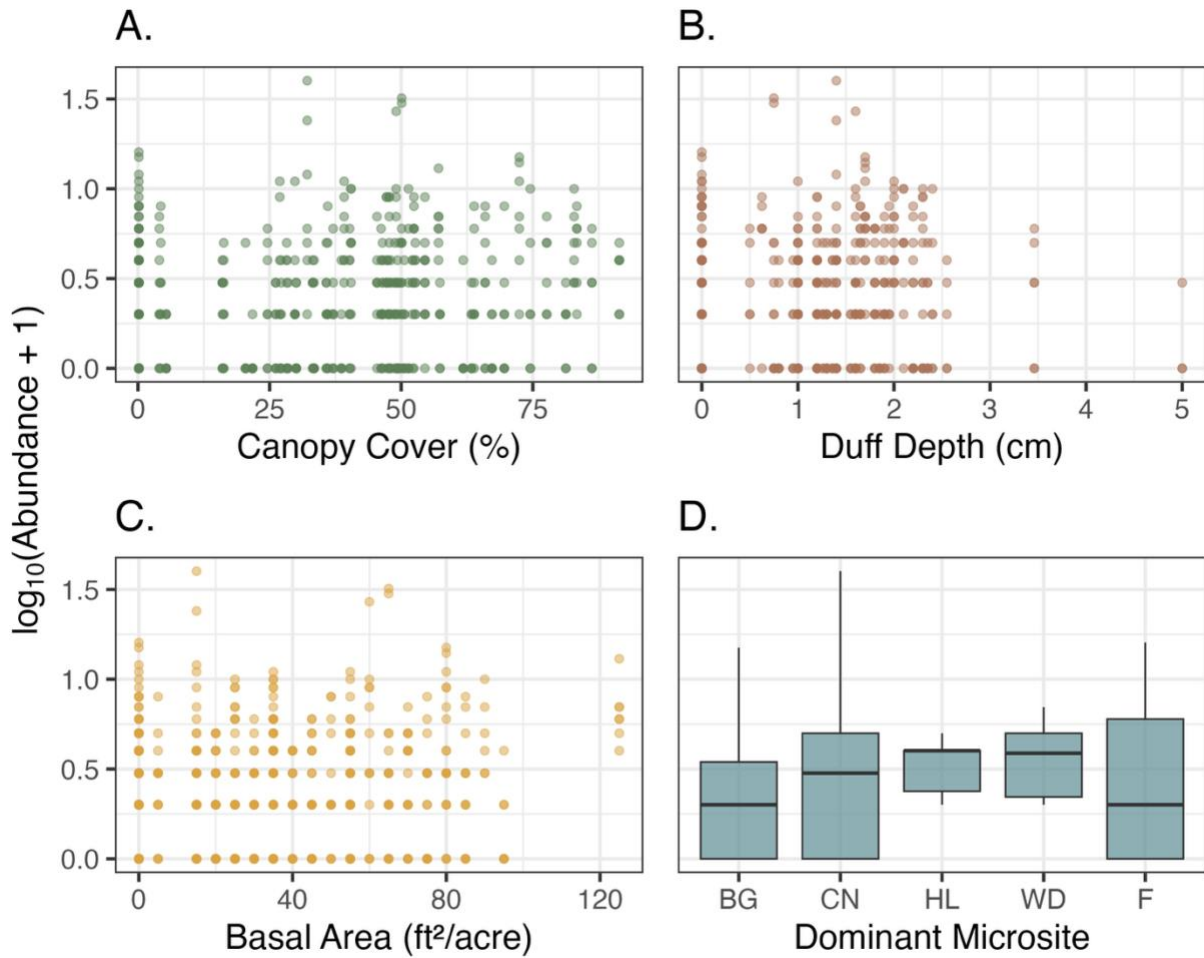 A.
B.
1.5
1.0
0.5
0.0
0 25 50 75
0 1 2 3 4 5
Canopy Cover (%)
Duff Depth (cm)
log₁₀(Abundance + 1)
C.
D.
1.5
1.0
0.5
0.0
0 40 80 120
BG CN HL WD F
Basal Area (ft²/acre)
Dominant Microsite